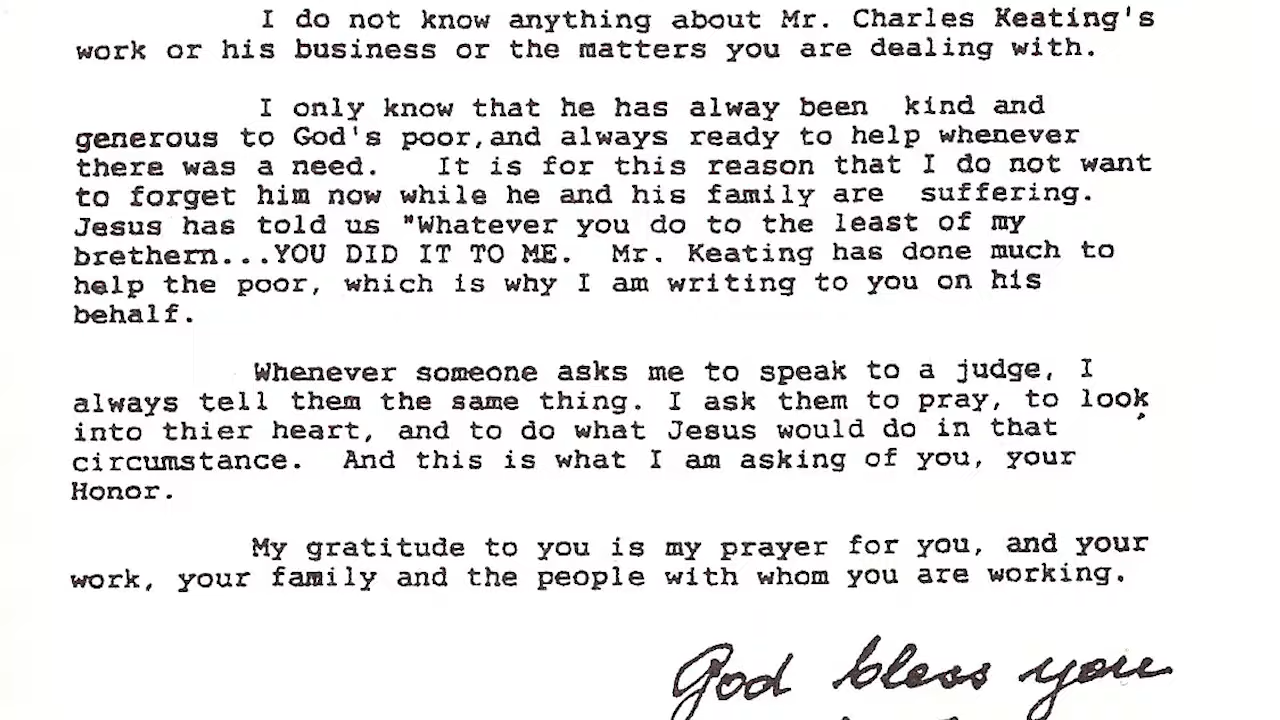 I do not know anything about Mr. Charles Keating's
work or his business or the matters you are dealing with.
I only know that he has alway been kind and
generous to God's poor,and always ready to help whenever
there was a need. It is for this reason that I do not want
to forget him now while he and his family are suffering.
Jesus has told us "Whatever you do to the least of my
brethern...YOU DID IT TO ME. Mr. Keating has done much to
help the poor, which is why I am writing to you on his
behalf.
Whenever someone asks me to speak to a judge, I
always tell them the same thing. I ask them to pray, to look
into thier heart, and to do what Jesus would do in that
circumstance. And this is what I am asking of you, your
Honor.
My gratitude to you is my prayer for you, and your
work, your family and the people with whom you are working.
God bless you